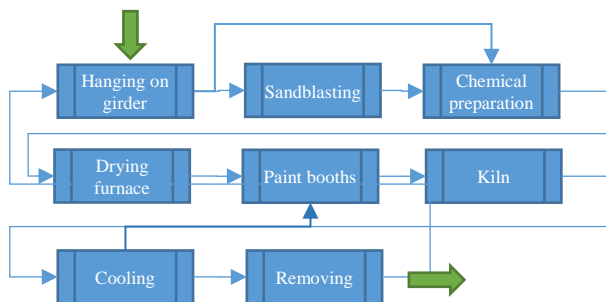 Hanging on
girder
Sandblasting
Chemical
preparation
Drying
furnace
Paint booths
Kiln
Cooling
Removing